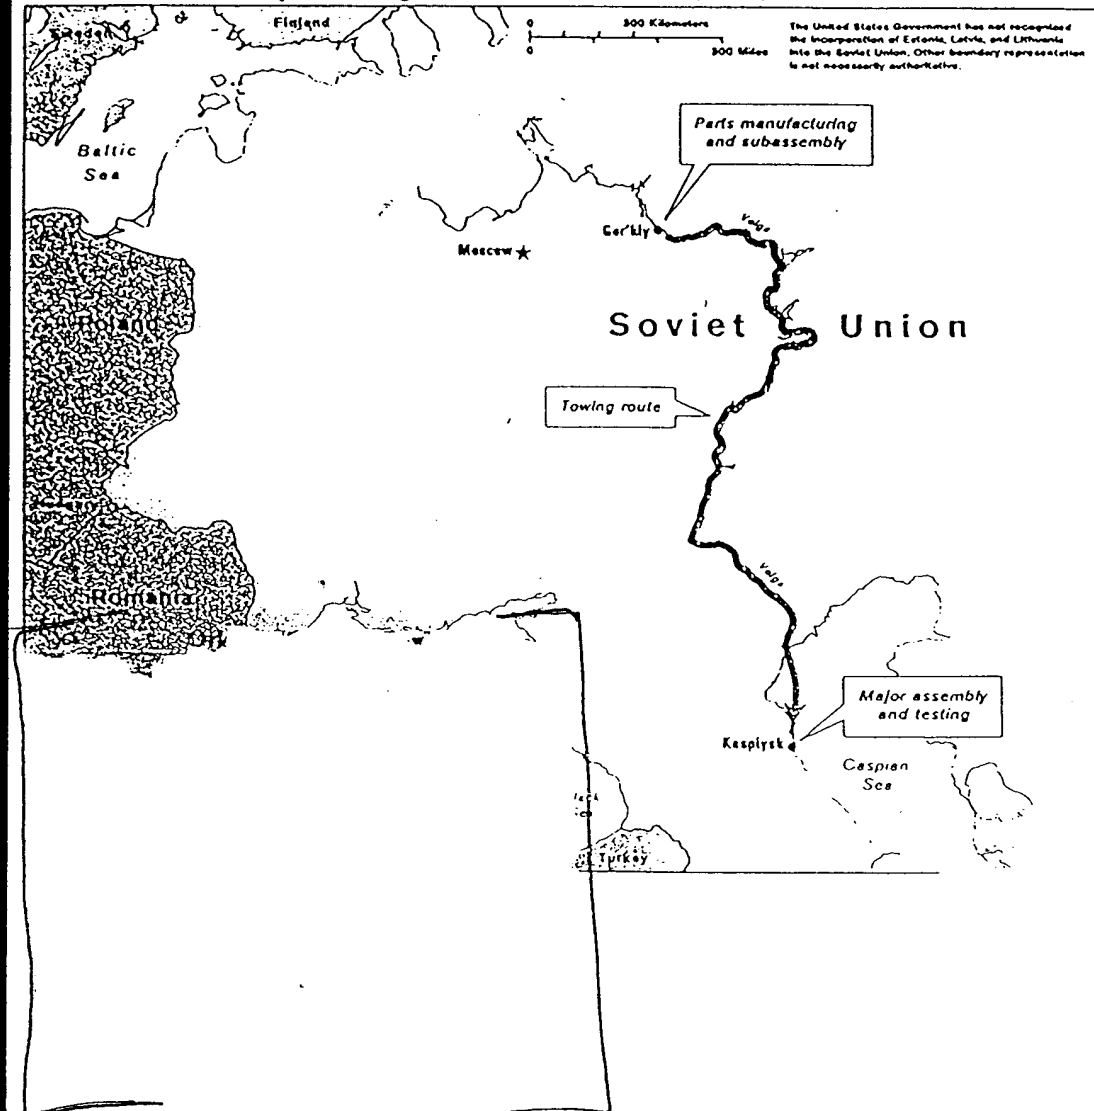 Sweden
Finland
0 300 Kilometers
0 300 Miles
The United States Government has not recognized
the incorporation of Estonia, Latvia, and Lithuania
into the Soviet Union. Other boundary representation
is not necessarily authoritative.
Baltic
Sea
Parts manufacturing
and subassembly
Gor'kiy
Volga
Moscow
Poland
Soviet Union
Towing route
Volga
Romania
Major assembly
and testing
Kaspiysk
Caspian
Sea
Turkey